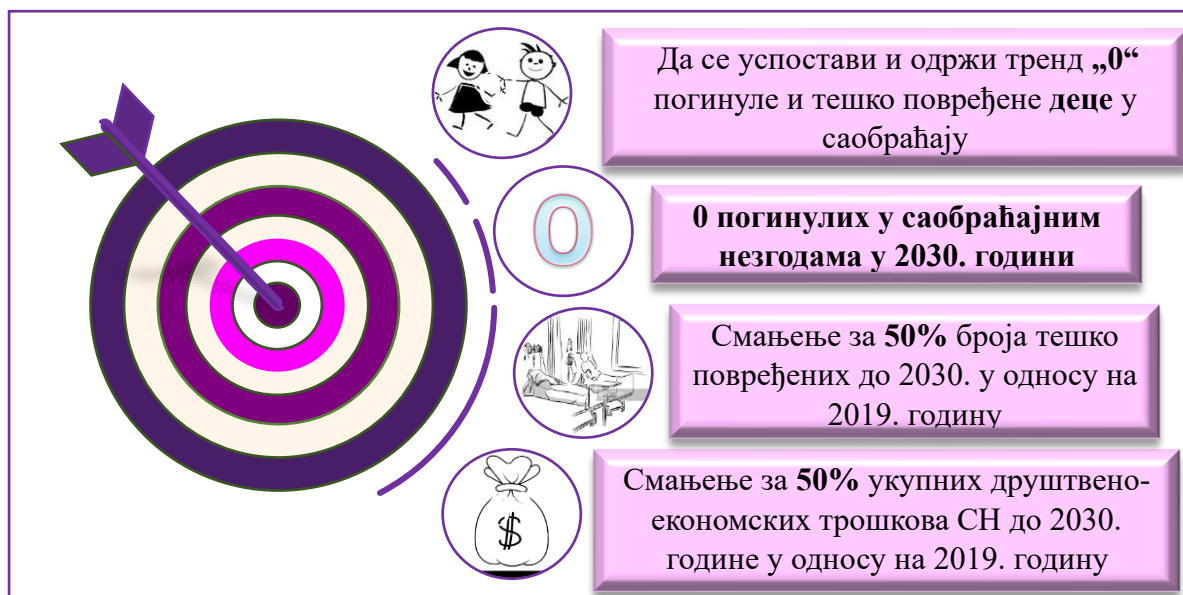 Да се успостави и одржи тренд „0“
погинуле и тешко повређене деце у
саобраћају
0
0 погинулих у саобраћајним
незгодама у 2030. години
Смањење за 50% броја тешко
повређених до 2030. у односу на
2019. годину
$
Смањење за 50% укупних друштвено-
економских трошкова СН до 2030.
године у односу на 2019. годину